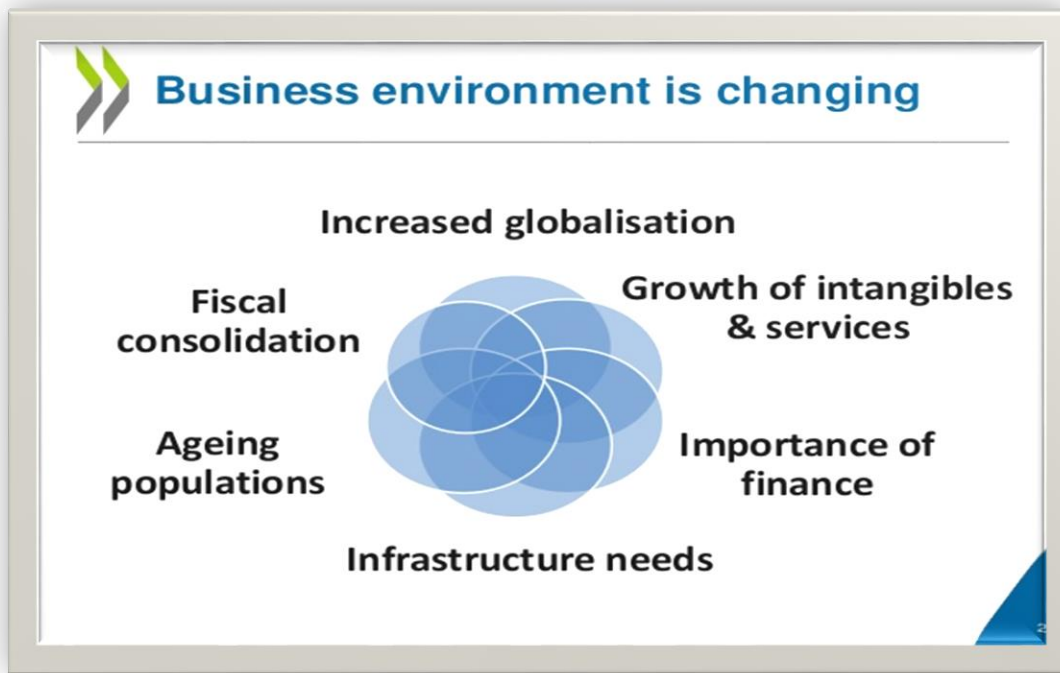 Business environment is changing
Increased globalisation
Growth of intangibles
& services
Fiscal
consolidation
Ageing
populations
Importance of
finance
Infrastructure needs
2